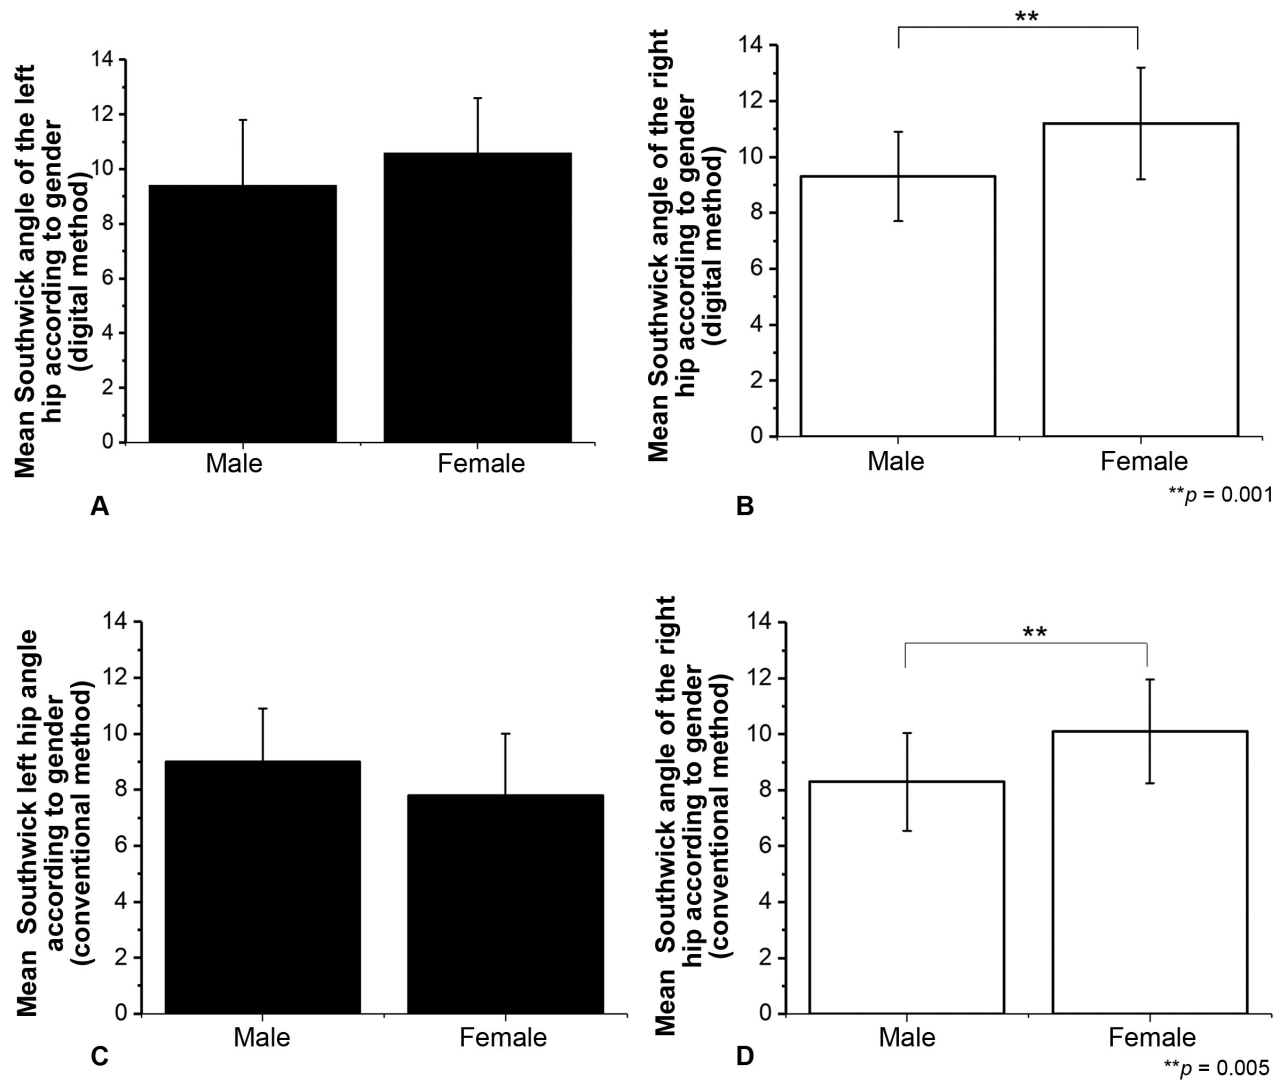 Mean Southwick angle of the left
hip according to gender
(digital method)
14
12
10
8
6
4
2
0
Male
Female
A
Mean Southwick angle of the right
hip according to gender
(digital method)
**
14
12
10
8
6
4
2
0
Male
Female
**p = 0.001
B
Mean Southwick left hip angle
according to gender
(conventional method)
14
12
10
8
6
4
2
0
Male
Female
C
Mean Southwick angle of the right
hip according to gender
(conventional method)
**
14
12
10
8
6
4
2
0
Male
Female
D
**p = 0.005